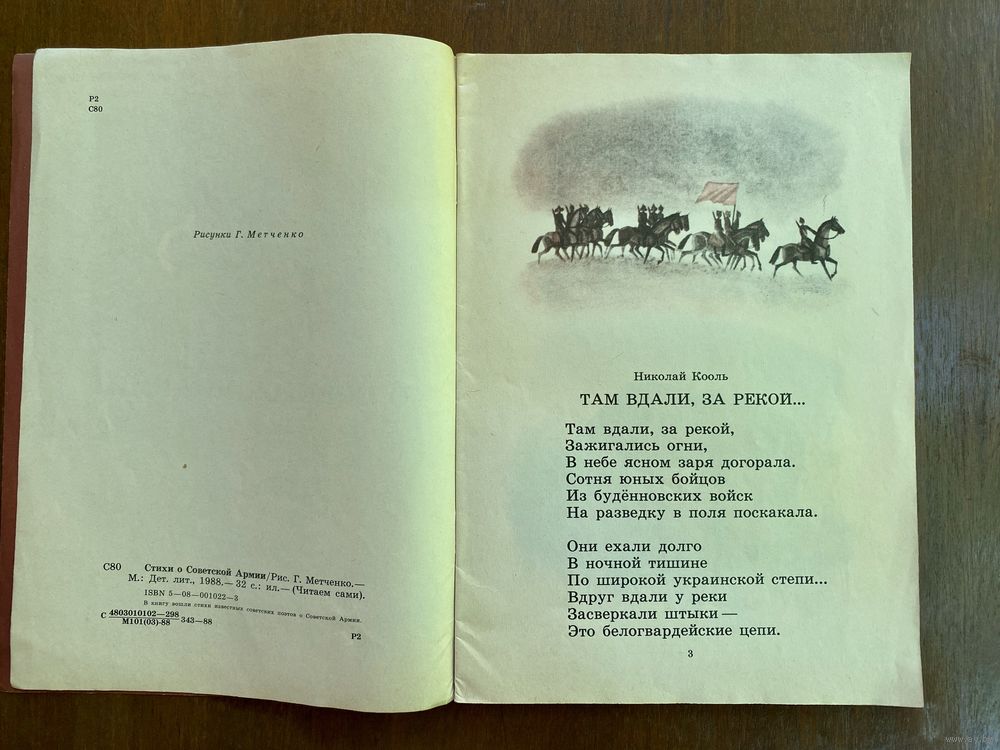 Р2
С80
Рисунки Г. Метченко
С80 Стихи о Советской Армии/Рис. Г. Метченко.—
М.: Дет. лит., 1988.— 32 с.: ил.— (Читаем сами).
ISBN 5—08—001022—3
В книгу вошли стихи известных советских поэтов о Советской Армии.
С 4803010102—298 343—88
М101(03)-88
Р2
Николай Кооль
ТАМ ВДАЛИ, ЗА РЕКОЙ...
Там вдали, за рекой,
Зажигались огни,
В небе ясном заря догорала.
Сотня юных бойцов
Из будённовских войск
На разведку в поля поскакала.
Они ехали долго
В ночной тишине
По широкой украинской степи...
Вдруг вдали у реки
Засверкали штыки —
Это белогвардейские цепи.
3